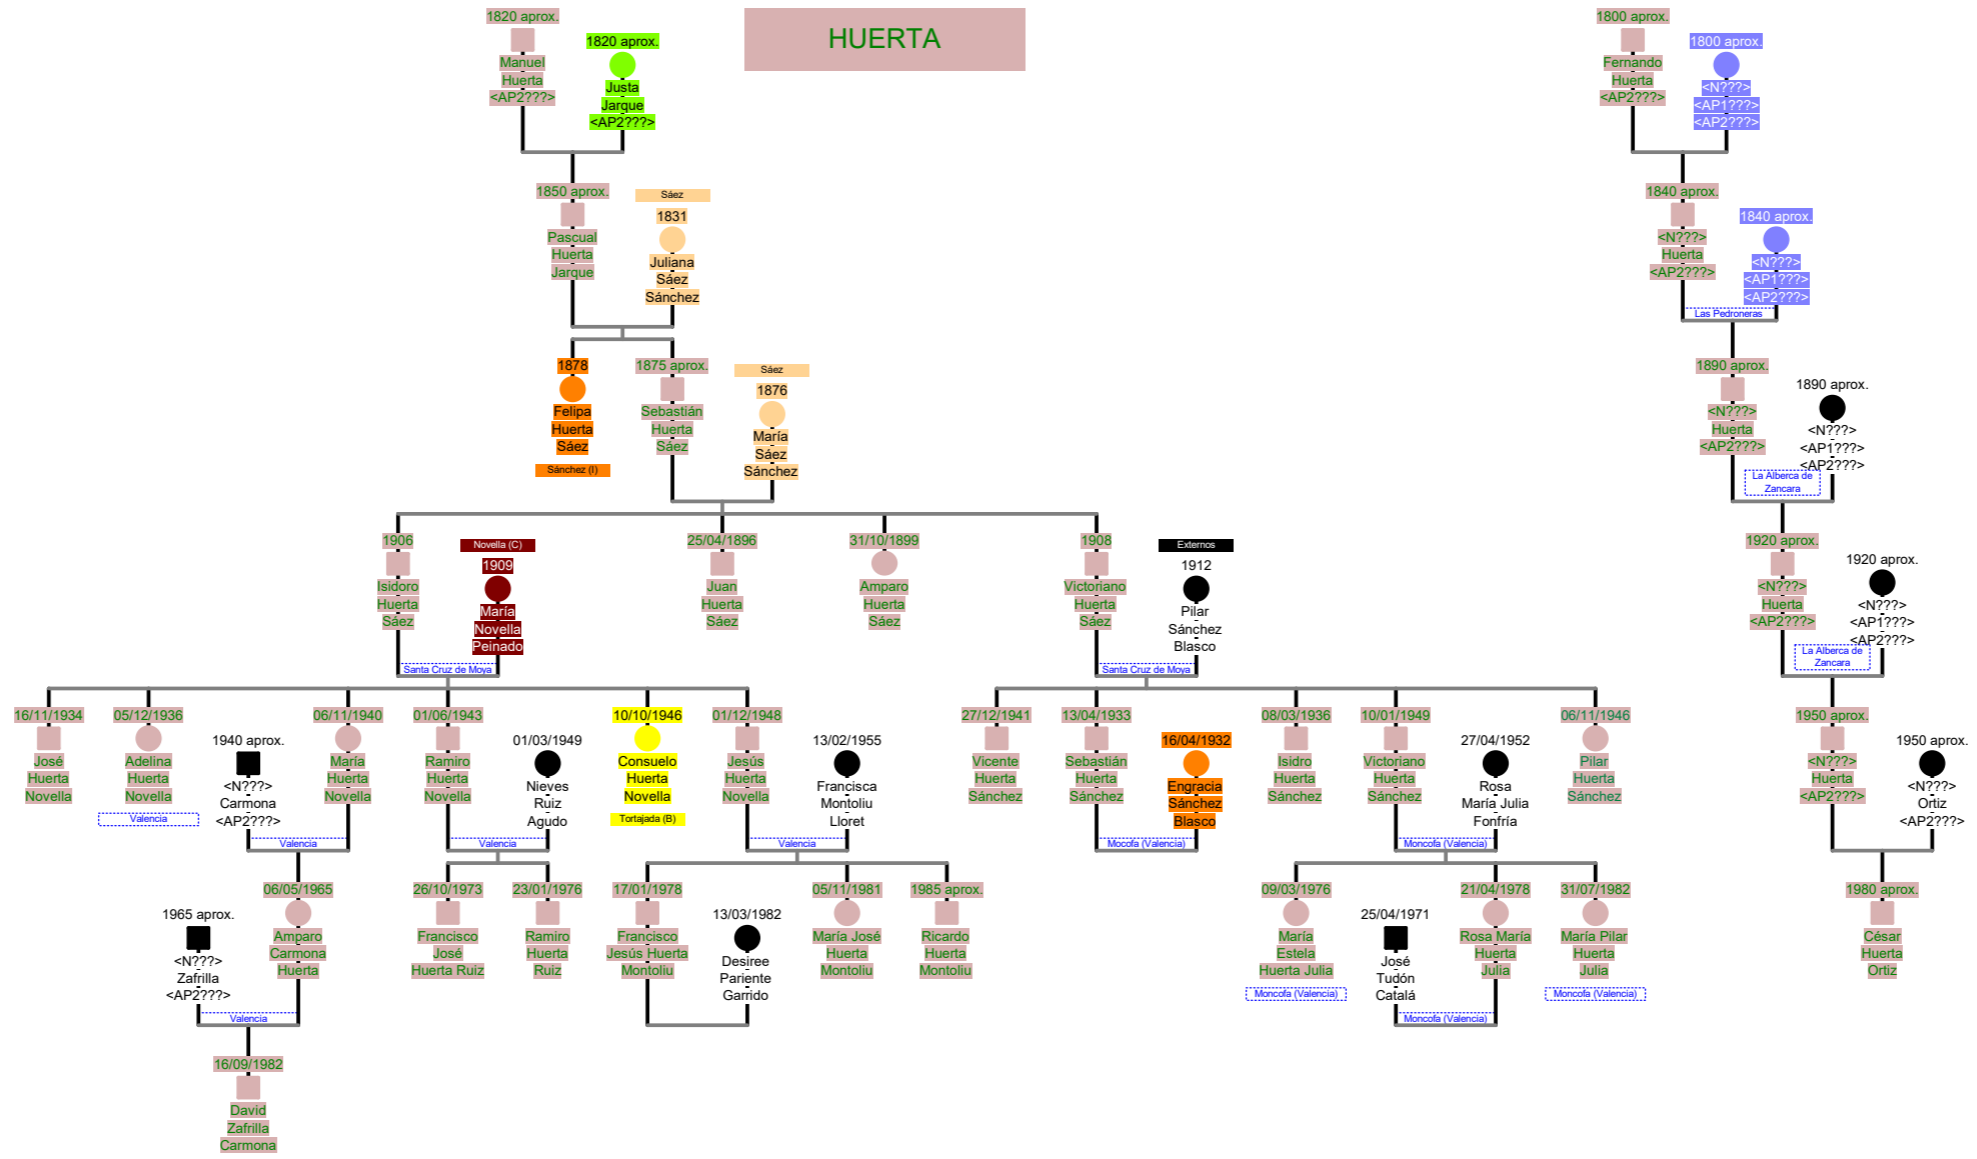 HUERTA
1820 aprox.
Manuel
Huerta
<AP2???>
1820 aprox.
Justa
Jarque
<AP2???>
1800 aprox.
Fernando
Huerta
<AP2???>
1800 aprox.
<N???>
<AP1???>
<AP2???>
1850 aprox.
Pascual
Huerta
Jarque
Sáez
1831
Juliana
Sáez
Sánchez
1840 aprox.
<N???>
Huerta
<AP2???>
1840 aprox.
<N???>
<AP1???>
<AP2???>
Las Pedroneras
1878
Felipa
Huerta
Sáez
Sánchez (I)
1875 aprox.
Sebastián
Huerta
Sáez
Sáez
1876
María
Sáez
Sánchez
1890 aprox.
<N???>
Huerta
<AP2???>
1890 aprox.
<N???>
<AP1???>
<AP2???>
La Alberca de
Zancara
1906
Isidoro
Huerta
Sáez
Novella (C)
1909
María
Novella
Peinado
Santa Cruz de Moya
25/04/1896
Juan
Huerta
Sáez
31/10/1899
Amparo
Huerta
Sáez
1908
Victoriano
Huerta
Sáez
Externos
1912
Pilar
Sánchez
Blasco
Santa Cruz de Moya
1920 aprox.
<N???>
Huerta
<AP2???>
1920 aprox.
<N???>
<AP1???>
<AP2???>
La Alberca de
Zancara
16/11/1934
José
Huerta
Novella
05/12/1936
Adelina
Huerta
Novella
Valencia
1940 aprox.
<N???>
Carmona
<AP2???>
06/11/1940
María
Huerta
Novella
Valencia
01/06/1943
Ramiro
Huerta
Novella
01/03/1949
Nieves
Ruiz
Agudo
Valencia
10/10/1946
Consuelo
Huerta
Novella
Tortajada (B)
01/12/1948
Jesús
Huerta
Novella
13/02/1955
Francisca
Montoliu
Lloret
Valencia
27/12/1941
Vicente
Huerta
Sánchez
13/04/1933
Sebastián
Huerta
Sánchez
16/04/1932
Engracia
Sánchez
Blasco
Mocofa (Valencia)
08/03/1936
Isidro
Huerta
Sánchez
10/01/1949
Victoriano
Huerta
Sánchez
27/04/1952
Rosa
María Julia
Fonfría
Moncofa (Valencia)
06/11/1946
Pilar
Huerta
Sánchez
1950 aprox.
<N???>
Huerta
<AP2???>
1950 aprox.
<N???>
Ortiz
<AP2???>
1965 aprox.
<N???>
Zafrilla
<AP2???>
06/05/1965
Amparo
Carmona
Huerta
Valencia
26/10/1973
Francisco
José
Huerta Ruiz
23/01/1976
Ramiro
Huerta
Ruiz
17/01/1978
Francisco
Jesús Huerta
Montoliu
13/03/1982
Desiree
Pariente
Garrido
05/11/1981
María José
Huerta
Montoliu
1985 aprox.
Ricardo
Huerta
Montoliu
09/03/1976
María
Estela
Huerta Julia
Moncofa (Valencia)
25/04/1971
José
Tudón
Catalá
21/04/1978
Rosa María
Huerta
Julia
Moncofa (Valencia)
31/07/1982
María Pilar
Huerta
Julia
Moncofa (Valencia)
1980 aprox.
César
Huerta
Ortiz
16/09/1982
David
Zafrilla
Carmona